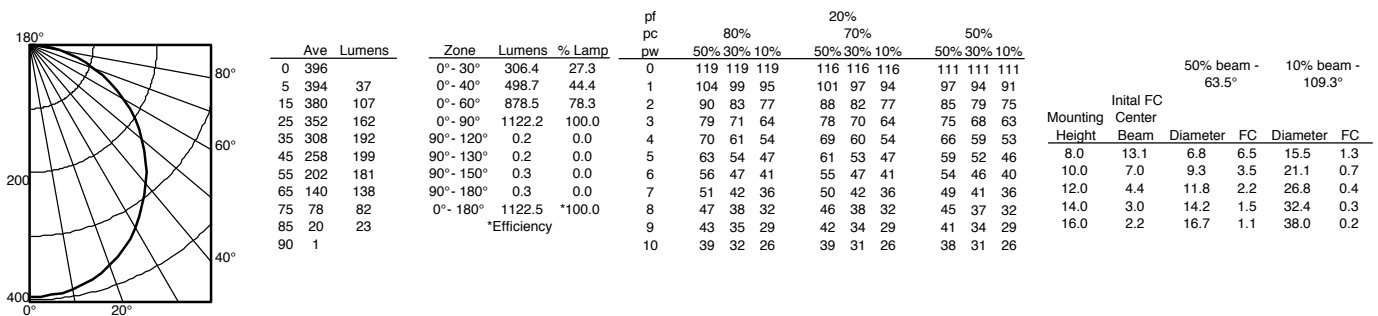 180°
80°
60°
200
40°
400
0° 20°
Ave Lumens
0 396
5 394 37
15 380 107
25 352 162
35 308 192
45 258 199
55 202 181
65 140 138
75 78 82
85 20 23
90 1
Zone Lumens % Lamp
0°- 30° 306.4 27.3
0°- 40° 498.7 44.4
0°- 60° 878.5 78.3
0°- 90° 1122.2 100.0
90°- 120° 0.2 0.0
90°- 130° 0.2 0.0
90°- 150° 0.3 0.0
90°- 180° 0.3 0.0
0°- 180° 1122.5 *100.0
*Efficiency
pf 20%
pc 80% 70% 50%
pw 50% 30% 10% 50% 30% 10% 50% 30% 10%
0 119 119 119 116 116 116 111 111 111
1 104 99 95 101 97 94 97 94 91
2 90 83 77 88 82 77 85 79 75
3 79 71 64 78 70 64 75 68 63
4 70 61 54 69 60 54 66 59 53
5 63 54 47 61 53 47 59 52 46
6 56 47 41 55 47 41 54 46 40
7 51 42 36 50 42 36 49 41 36
8 47 38 32 46 38 32 45 37 32
9 43 35 29 42 34 29 41 34 29
10 39 32 26 39 31 26 38 31 26
50% beam - 10% beam -
63.5° 109.3°
Inital FC
Mounting Center
Height Beam Diameter FC Diameter FC
8.0 13.1 6.8 6.5 15.5 1.3
10.0 7.0 9.3 3.5 21.1 0.7
12.0 4.4 11.8 2.2 26.8 0.4
14.0 3.0 14.2 1.5 32.4 0.3
16.0 2.2 16.7 1.1 38.0 0.2